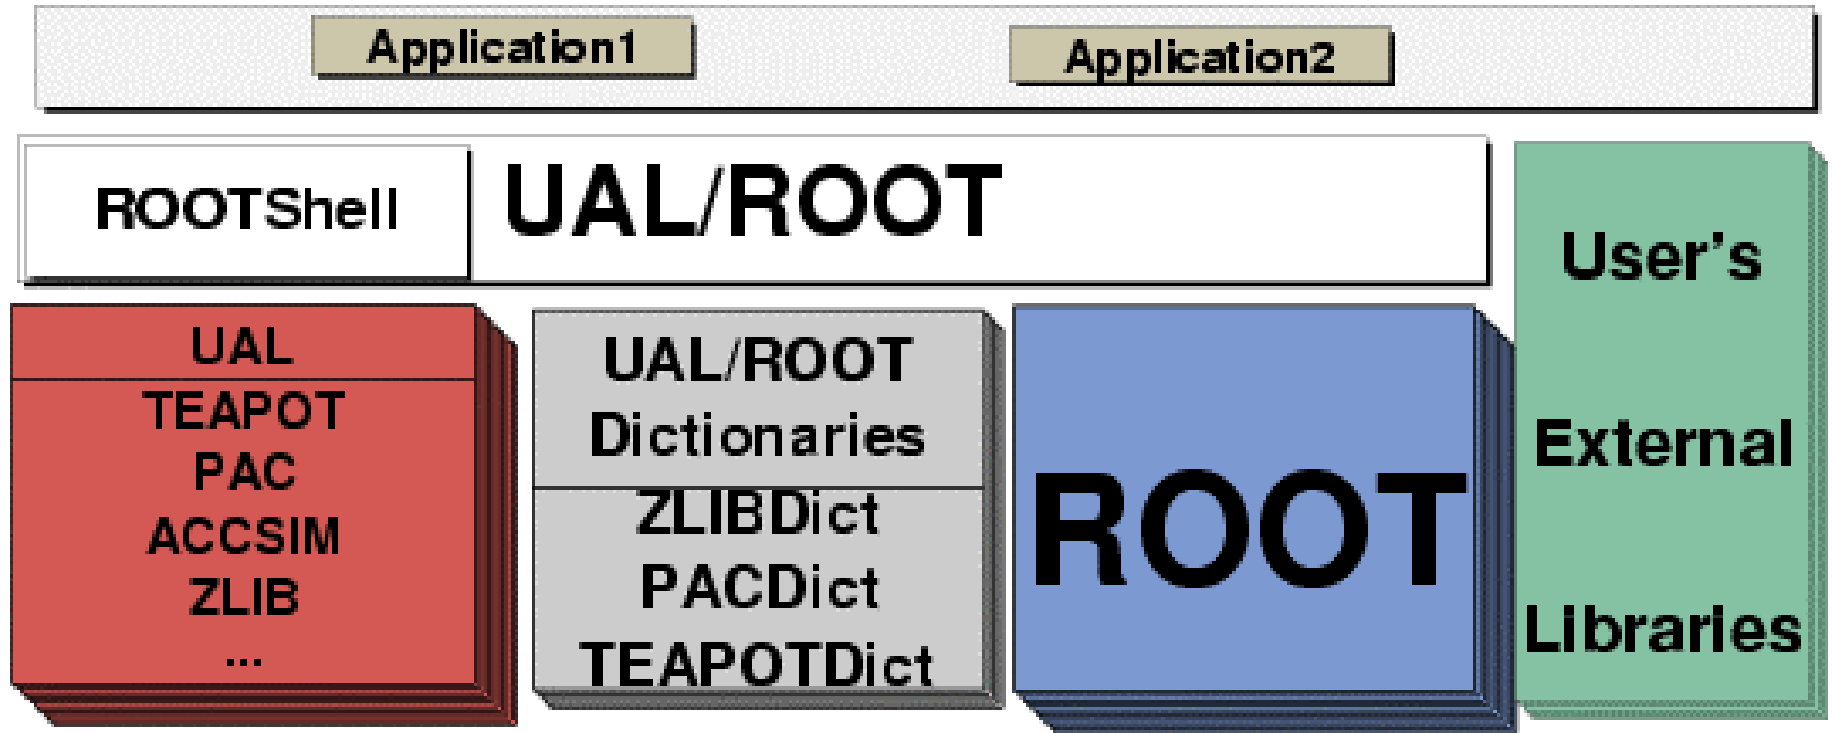 Application1
Application2
ROOTShell
UAL/ROOT
UAL
TEAPOT
PAC
ACCSIM
ZLIB
...
UAL/ROOT
Dictionaries
ZLIBDict
PACDict
TEAPOTDict
ROOT
User's
External
Libraries